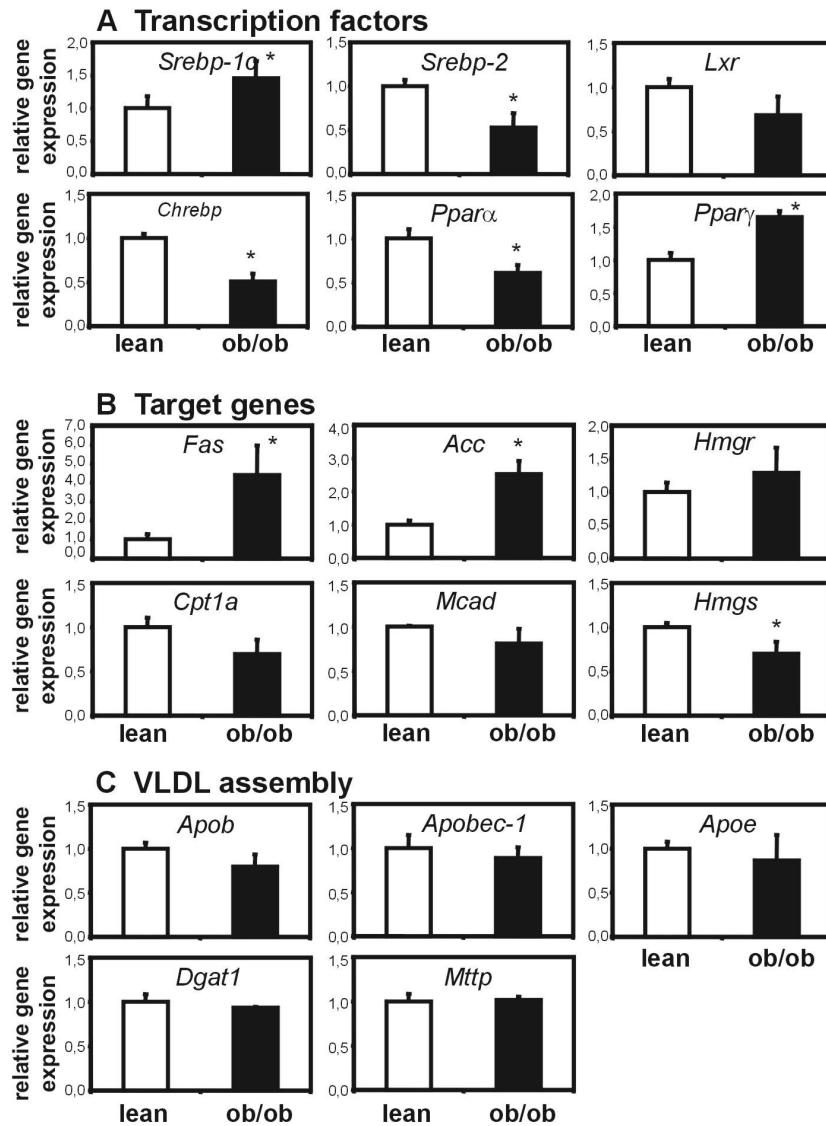 A Transcription factors
relative gene expression
2,0
1,5
1,0
0,5
0,0
Srebp-1c *
1,5
1,0
0,5
0,0
Srebp-2
*
1,5
1,0
0,5
0,0
Lxr
relative gene expression
1,5
1,0
0,5
0,0
Chrebp
*
lean ob/ob
1,5
1,0
0,5
0,0
Pparα
*
lean ob/ob
2,0
1,5
1,0
0,5
0,0
Pparγ *
lean ob/ob
B Target genes
relative gene expression
7,0
6,0
5,0
4,0
3,0
2,0
1,0
0,0
Fas *
4,0
3,0
2,0
1,0
0,0
Acc
*
2,0
1,5
1,0
0,5
0,0
Hmgr
relative gene expression
1,5
1,0
0,5
0,0
Cpt1a
lean ob/ob
1,5
1,0
0,5
0,0
Mcad
lean ob/ob
1,5
1,0
0,5
0,0
Hmgs
*
lean ob/ob
C VLDL assembly
relative gene expression
1,5
1,0
0,5
0,0
Apob
1,5
1,0
0,5
0,0
Apobec-1
1,5
1,0
0,5
0,0
Apoe
lean ob/ob
relative gene expression
1,5
1,0
0,5
0,0
Dgat1
lean ob/ob
1,5
1,0
0,5
0,0
Mttp
lean ob/ob